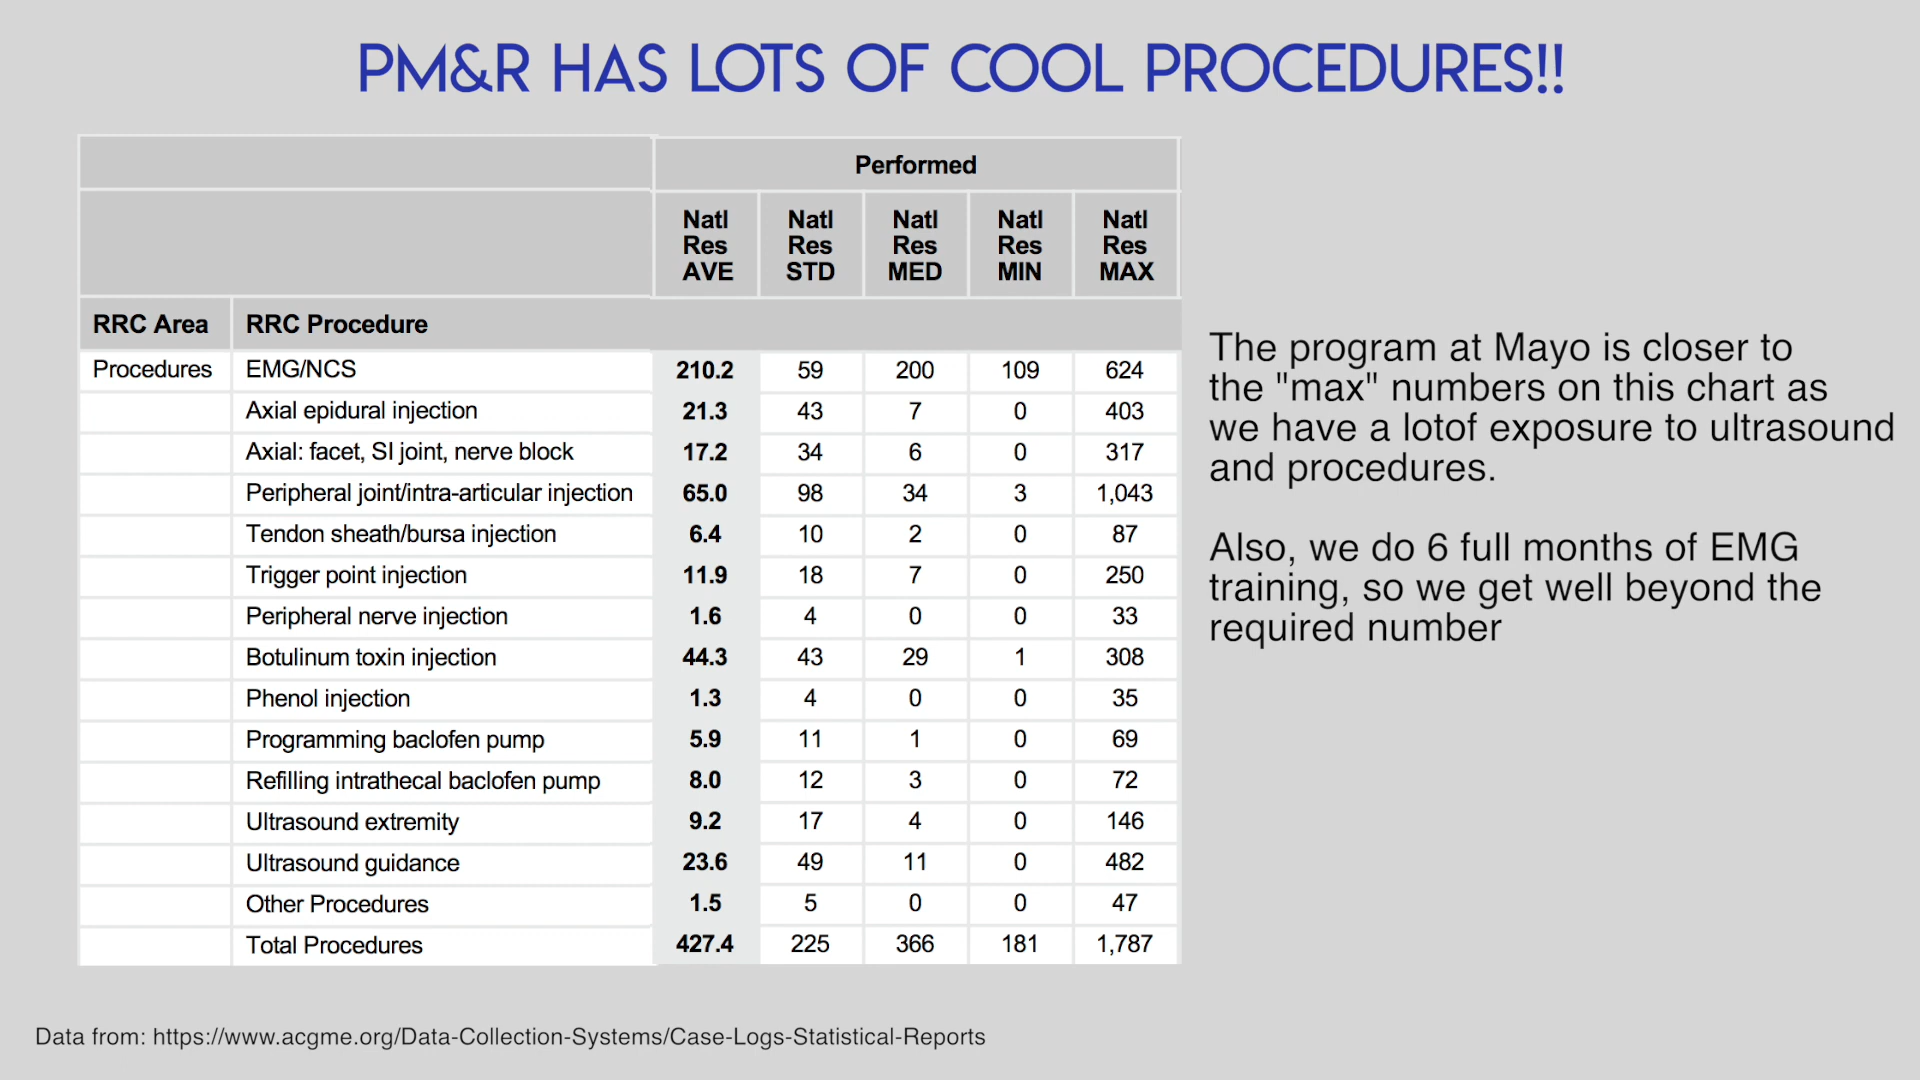 PM&R HAS LOTS OF COOL PROCEDURES!!
Performed
Natl Res AVE Natl Res STD Natl Res MED Natl Res MIN Natl Res MAX
RRC Area RRC Procedure
Procedures EMG/NCS 210.2 59 200 109 624
Axial epidural injection 21.3 43 7 0 403
Axial: facet, SI joint, nerve block 17.2 34 6 0 317
Peripheral joint/intra-articular injection 65.0 98 34 3 1,043
Tendon sheath/bursa injection 6.4 10 2 0 87
Trigger point injection 11.9 18 7 0 250
Peripheral nerve injection 1.6 4 0 0 33
Botulinum toxin injection 44.3 43 29 1 308
Phenol injection 1.3 4 0 0 35
Programming baclofen pump 5.9 11 1 0 69
Refilling intrathecal baclofen pump 8.0 12 3 0 72
Ultrasound extremity 9.2 17 4 0 146
Ultrasound guidance 23.6 49 11 0 482
Other Procedures 1.5 5 0 0 47
Total Procedures 427.4 225 366 181 1,787
The program at Mayo is closer to
the "max" numbers on this chart as
we have a lotof exposure to ultrasound
and procedures.
Also, we do 6 full months of EMG
training, so we get well beyond the
required number
Data from: https://www.acgme.org/Data-Collection-Systems/Case-Logs-Statistical-Reports